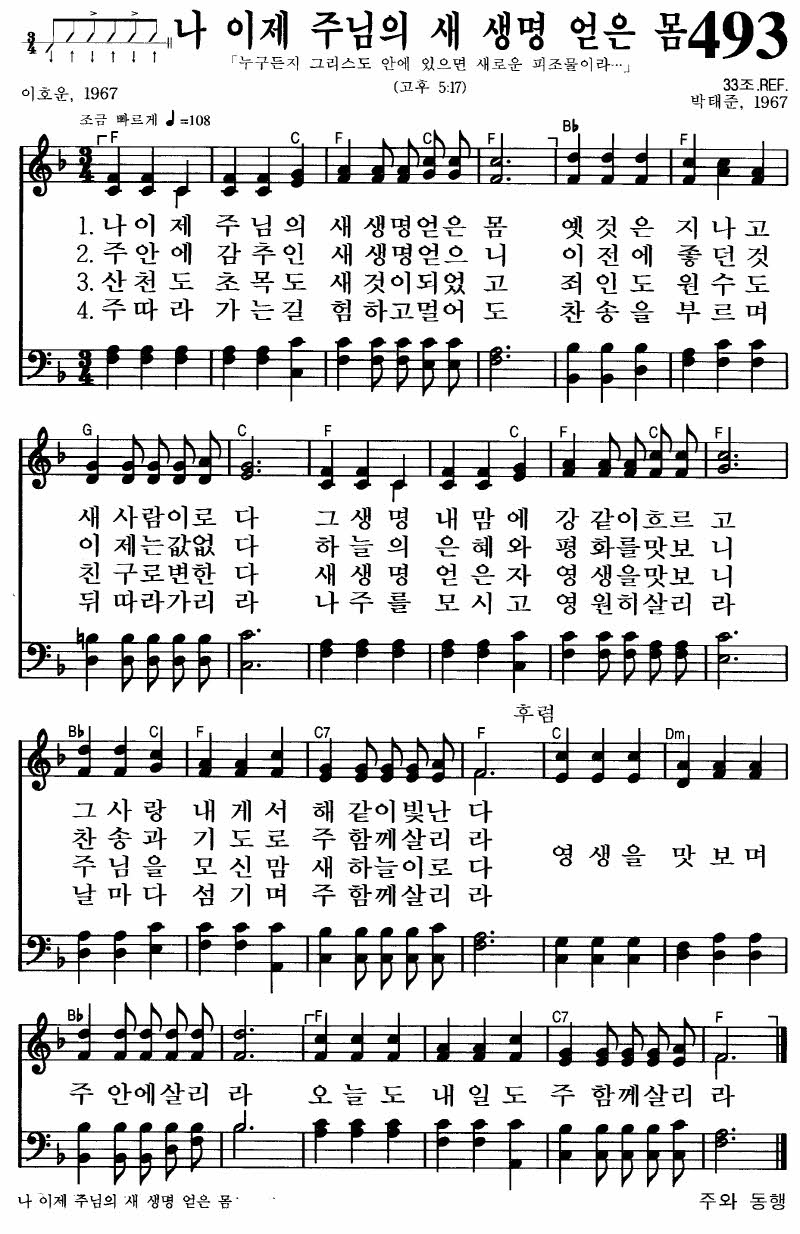 나 이제 주님의 새 생명 얻은 몸 493
「누구든지 그리스도 안에 있으면 새로운 피조물이라…」
(고후 5:17)
33조.REF.
이호운, 1967
박태준, 1967
조금 빠르게 ♩=108
F C F C F B♭ F
1. 나 이 제 주 님 의 새 생명얻은 몸 옛 것 은 지 나 고
2. 주 안 에 감 추 인 새 생명얻으 니 이 전 에 좋 던 것
3. 산 천 도 초 목 도 새 것이되었 고 죄 인 도 원 수 도
4. 주 따 라 가 는 길 험 하고멀어 도 찬 송 을 부 르 며
G C F C F C F
새 사람이로 다 그 생 명 내 맘 에 강 같이흐르 고
이 제는값없 다 하 늘 의 은 혜 와 평 화를맛보 니
친 구로변한 다 새 생 명 얻 은 자 영 생을맛보 니
뒤 따라가리 라 나 주 를 모 시 고 영 원히살리 라
후렴
B♭ C F C7 F C Dm
그 사 랑 내 게 서 해 같이빛난 다
찬 송 과 기 도 로 주 함께살리 라
주 님 을 모 신 맘 새 하늘이로 다
날 마 다 섬 기 며 주 함께살리 라
영 생 을 맛 보 며
B♭ F C7 F
주 안에살리 라 오 늘 도 내 일 도 주 함께살리 라
나 이제 주님의 새 생명 얻은 몸
주와 동행